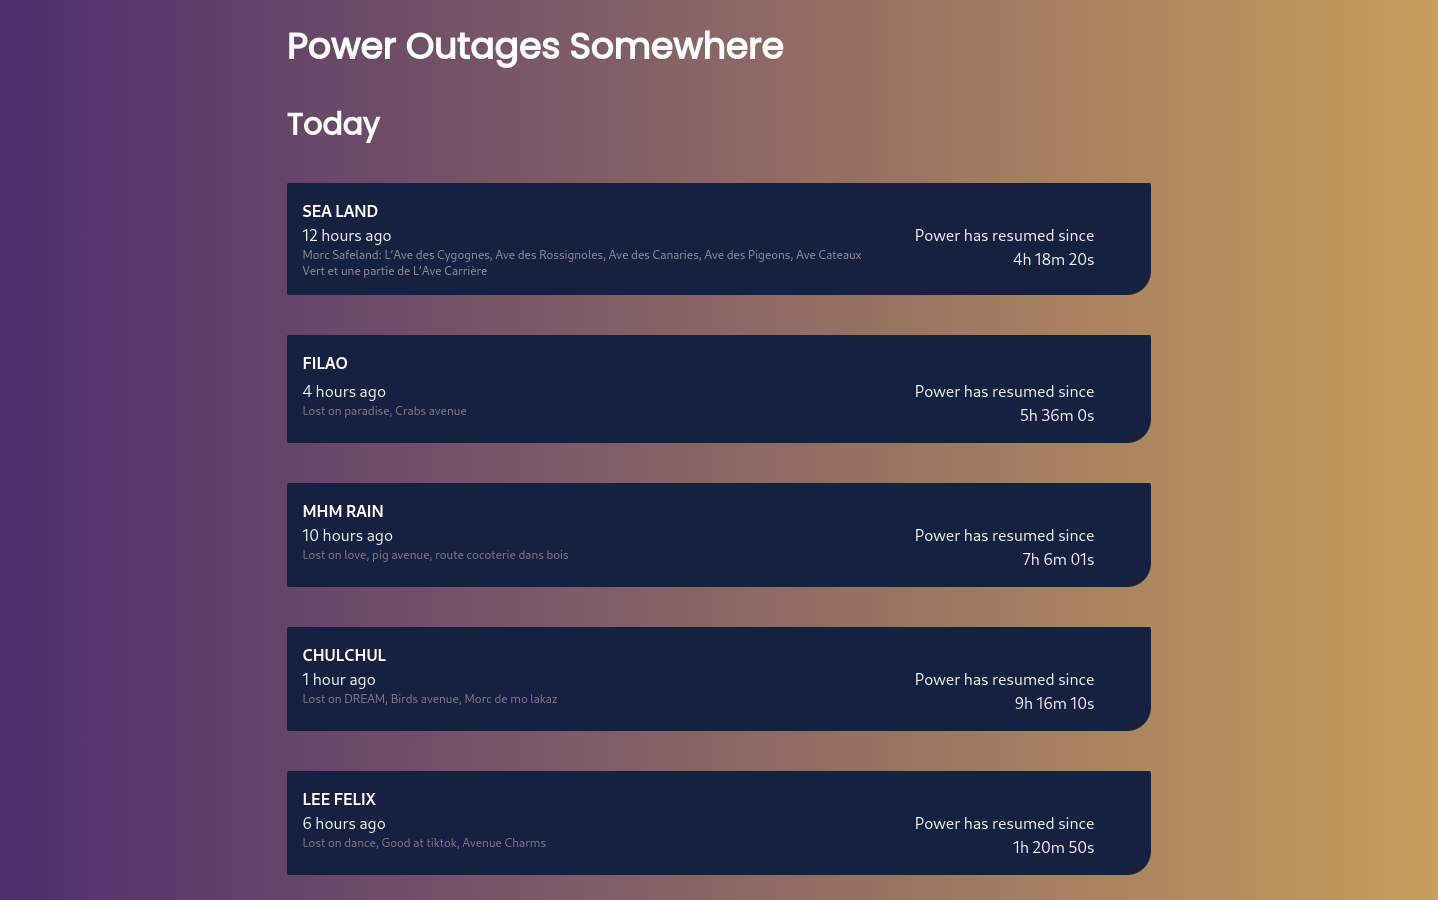 Power Outages Somewhere
Today
SEA LAND
12 hours ago
Morc Safeland: L'Ave des Cygognes, Ave des Rossignoles, Ave des Canaries, Ave des Pigeons, Ave Cateaux
Vert et une partie de L'Ave Carrière
Power has resumed since
4h 18m 20s
FILAO
4 hours ago
Lost on paradise, Crabs avenue
Power has resumed since
5h 36m 0s
MHM RAIN
10 hours ago
Lost on love, pig avenue, route cocoterie dans bois
Power has resumed since
7h 6m 01s
CHULCHUL
1 hour ago
Lost on DREAM, Birds avenue, Morc de mo lakaz
Power has resumed since
9h 16m 10s
LEE FELIX
6 hours ago
Lost on dance, Good at tiktok, Avenue Charms
Power has resumed since
1h 20m 50s